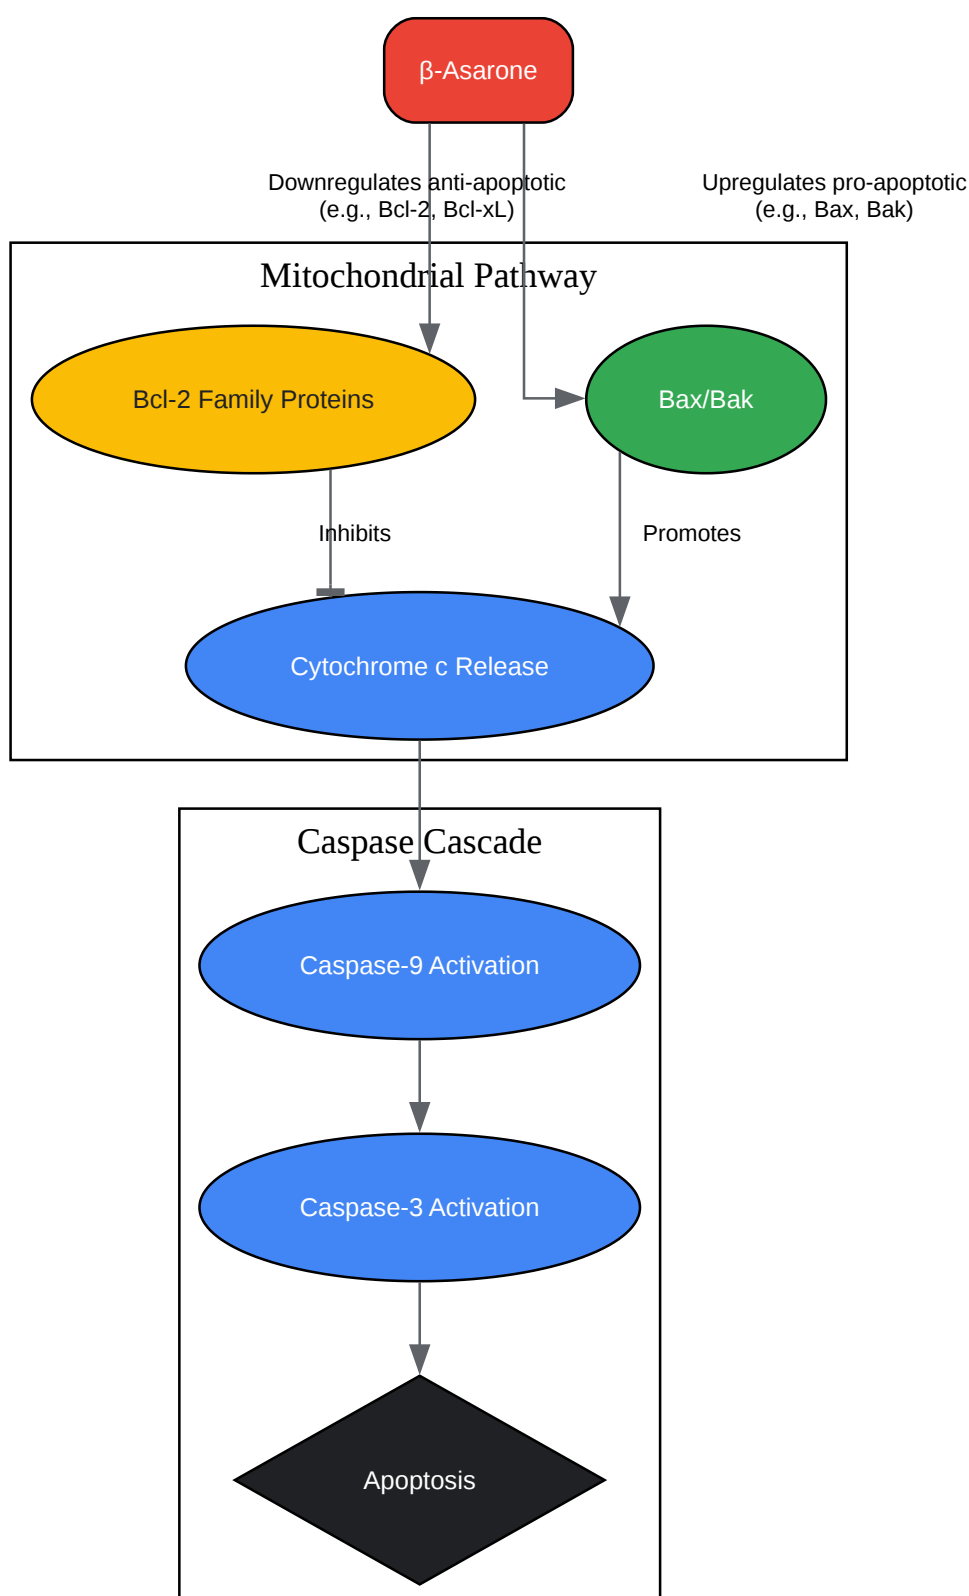 β-Asarone
Downregulates anti-apoptotic
(e.g., Bcl-2, Bcl-xL)
Upregulates pro-apoptotic
(e.g., Bax, Bak)
Mitochondrial Pathway
Bcl-2 Family Proteins
Bax/Bak
Inhibits
Promotes
Cytochrome c Release
Caspase Cascade
Caspase-9 Activation
Caspase-3 Activation
Apoptosis